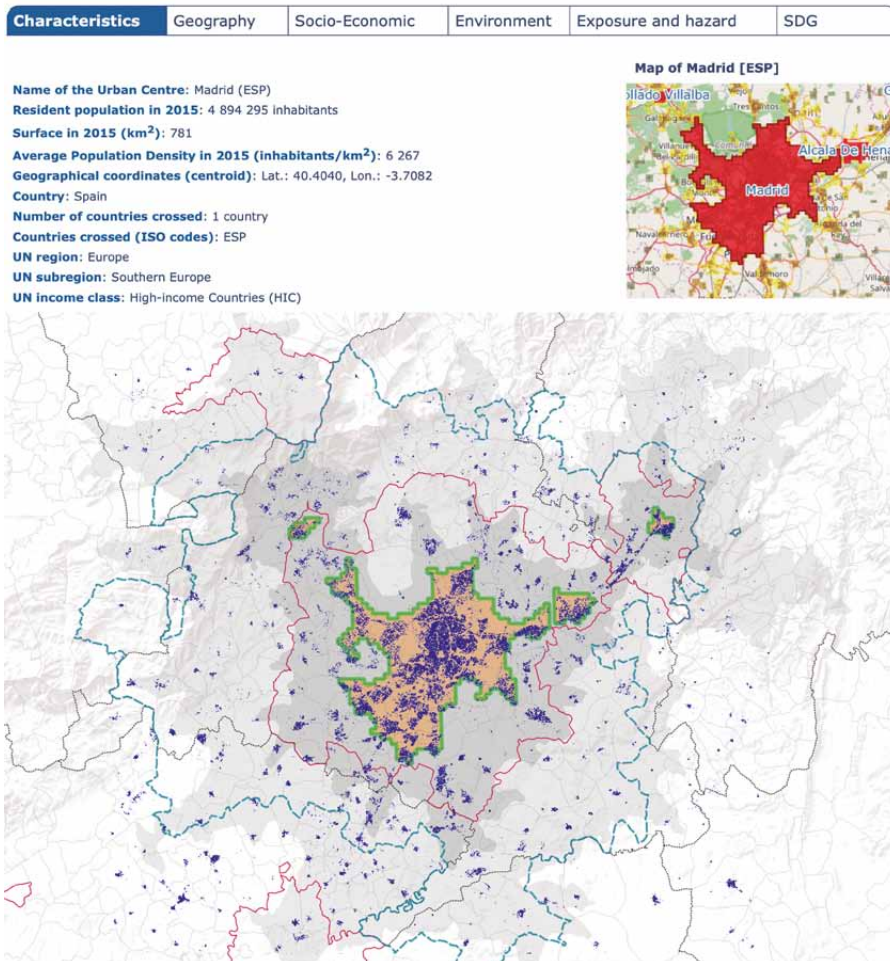 Characteristics Geography Socio-Economic Environment Exposure and hazard SDG
Map of Madrid [ESP]
Name of the Urban Centre: Madrid (ESP)
Resident population in 2015: 4 894 295 inhabitants
Surface in 2015 (km²): 781
Average Population Density in 2015 (inhabitants/km²): 6 267
Geographical coordinates (centroid): Lat.: 40.4040, Lon.: -3.7082
Country: Spain
Number of countries crossed: 1 country
Countries crossed (ISO codes): ESP
UN region: Europe
UN subregion: Southern Europe
UN income class: High-income Countries (HIC)
ollado Villalba
Tres Cantos
Alcala De Hena
Madrid